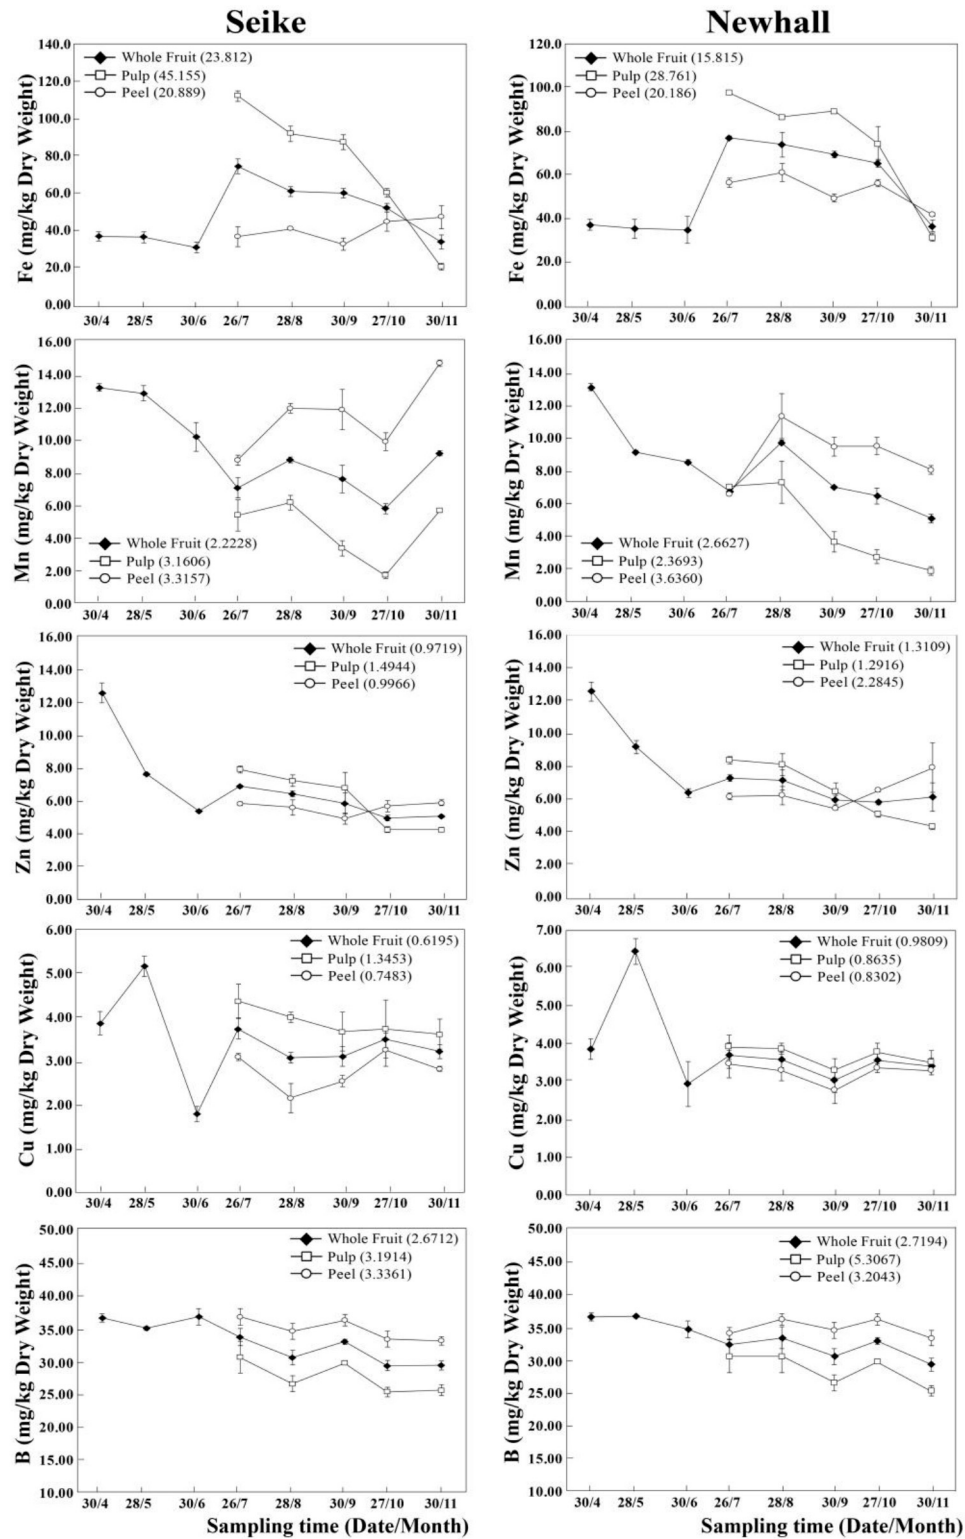 Seike
Newhall
Fe (mg/kg Dry Weight)
140.0
120.0
100.0
80.0
60.0
40.0
20.0
0.00
Whole Fruit (23.812)
Pulp (45.155)
Peel (20.889)
30/4 28/5 30/6 26/7 28/8 30/9 27/10 30/11
Fe (mg/kg Dry Weight)
120.0
100.0
80.0
60.0
40.0
20.0
0.00
Whole Fruit (15.815)
Pulp (28.761)
Peel (20.186)
30/4 28/5 30/6 26/7 28/8 30/9 27/10 30/11
Mn (mg/kg Dry Weight)
16.00
14.00
12.00
10.00
8.00
6.00
4.00
2.00
0.00
Whole Fruit (2.2228)
Pulp (3.1606)
Peel (3.3157)
30/4 28/5 30/6 26/7 28/8 30/9 27/10 30/11
Mn (mg/kg Dry Weight)
16.00
14.00
12.00
10.00
8.00
6.00
4.00
2.00
0.00
Whole Fruit (2.6627)
Pulp (2.3693)
Peel (3.6360)
30/4 28/5 30/6 26/7 28/8 30/9 27/10 30/11
Zn (mg/kg Dry Weight)
16.00
14.00
12.00
10.00
8.00
6.00
4.00
2.00
0.00
Whole Fruit (0.9719)
Pulp (1.4944)
Peel (0.9966)
30/4 28/5 30/6 26/7 28/8 30/9 27/10 30/11
Zn (mg/kg Dry Weight)
16.00
14.00
12.00
10.00
8.00
6.00
4.00
2.00
0.00
Whole Fruit (1.3109)
Pulp (1.2916)
Peel (2.2845)
30/4 28/5 30/6 26/7 28/8 30/9 27/10 30/11
Cu (mg/kg Dry Weight)
6.00
5.00
4.00
3.00
2.00
1.00
0.00
Whole Fruit (0.6195)
Pulp (1.3453)
Peel (0.7483)
30/4 28/5 30/6 26/7 28/8 30/9 27/10 30/11
Cu (mg/kg Dry Weight)
7.00
6.00
5.00
4.00
3.00
2.00
1.00
0.00
Whole Fruit (0.9809)
Pulp (0.8635)
Peel (0.8302)
30/4 28/5 30/6 26/7 28/8 30/9 27/10 30/11
B (mg/kg Dry Weight)
50.00
45.00
40.00
35.00
30.00
25.00
20.00
15.00
10.00
Whole Fruit (2.6712)
Pulp (3.1914)
Peel (3.3361)
30/4 28/5 30/6 26/7 28/8 30/9 27/10 30/11
Sampling time (Date/Month)
B (mg/kg Dry Weight)
50.00
45.00
40.00
35.00
30.00
25.00
20.00
15.00
10.00
Whole Fruit (2.7194)
Pulp (5.3067)
Peel (3.2043)
30/4 28/5 30/6 26/7 28/8 30/9 27/10 30/11
Sampling time (Date/Month)